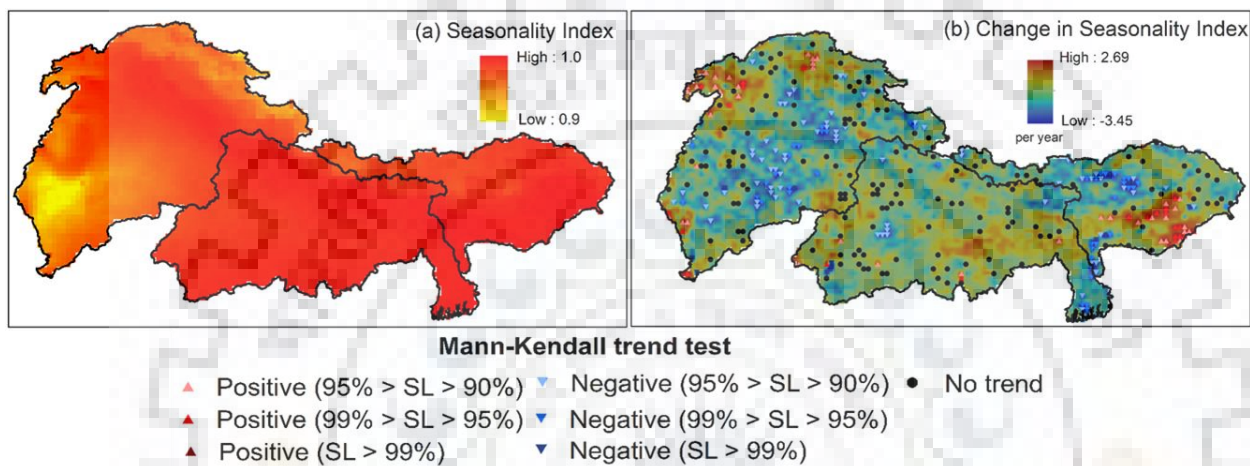 (a) Seasonality Index
High : 1.0
Low : 0.9
(b) Change in Seasonality Index
High : 2.69
Low : -3.45
per year
Mann-Kendall trend test
Positive (95% > SL > 90%) Negative (95% > SL > 90%) No trend
Positive (99% > SL > 95%) Negative (99% > SL > 95%)
Positive (SL > 99%) Negative (SL > 99%)